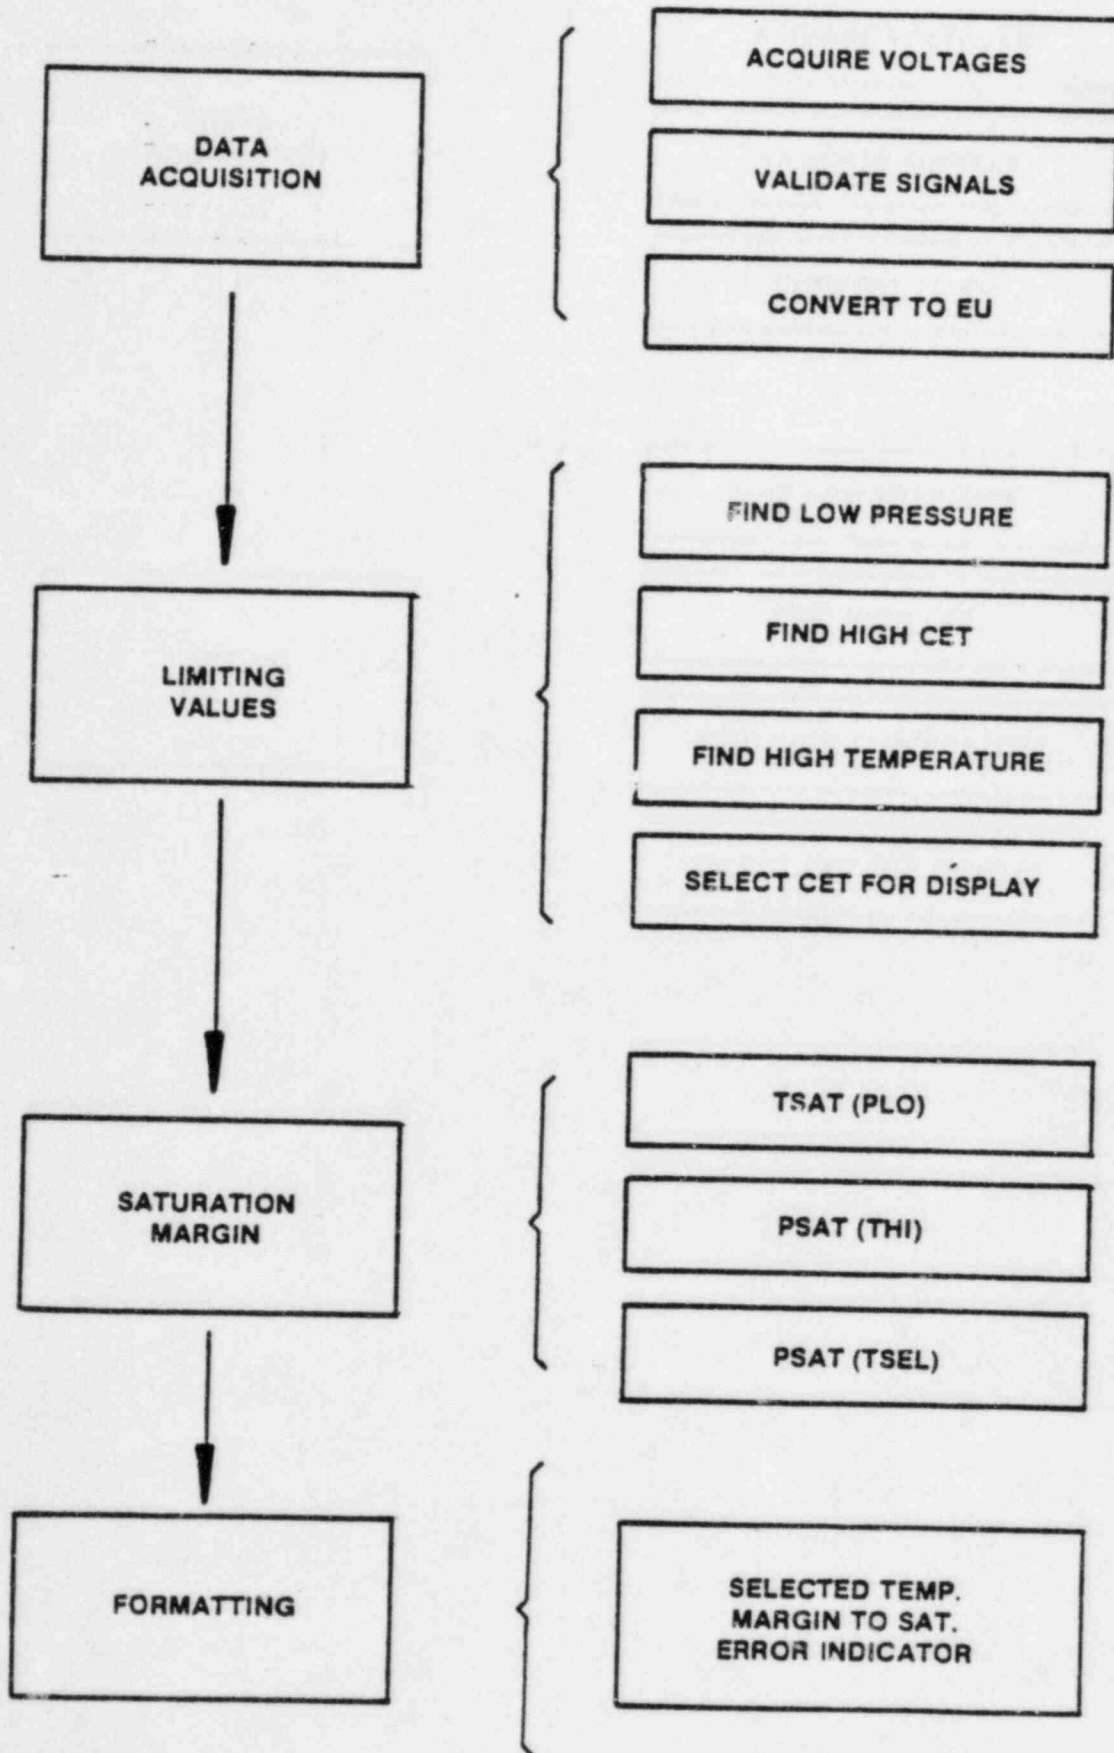 DATA
ACQUISITION
ACQUIRE VOLTAGES
VALIDATE SIGNALS
CONVERT TO EU
LIMITING
VALUES
FIND LOW PRESSURE
FIND HIGH CET
FIND HIGH TEMPERATURE
SELECT CET FOR DISPLAY
SATURATION
MARGIN
TSAT (PLO)
PSAT (THI)
PSAT (TSEL)
FORMATTING
SELECTED TEMP.
MARGIN TO SAT.
ERROR INDICATOR